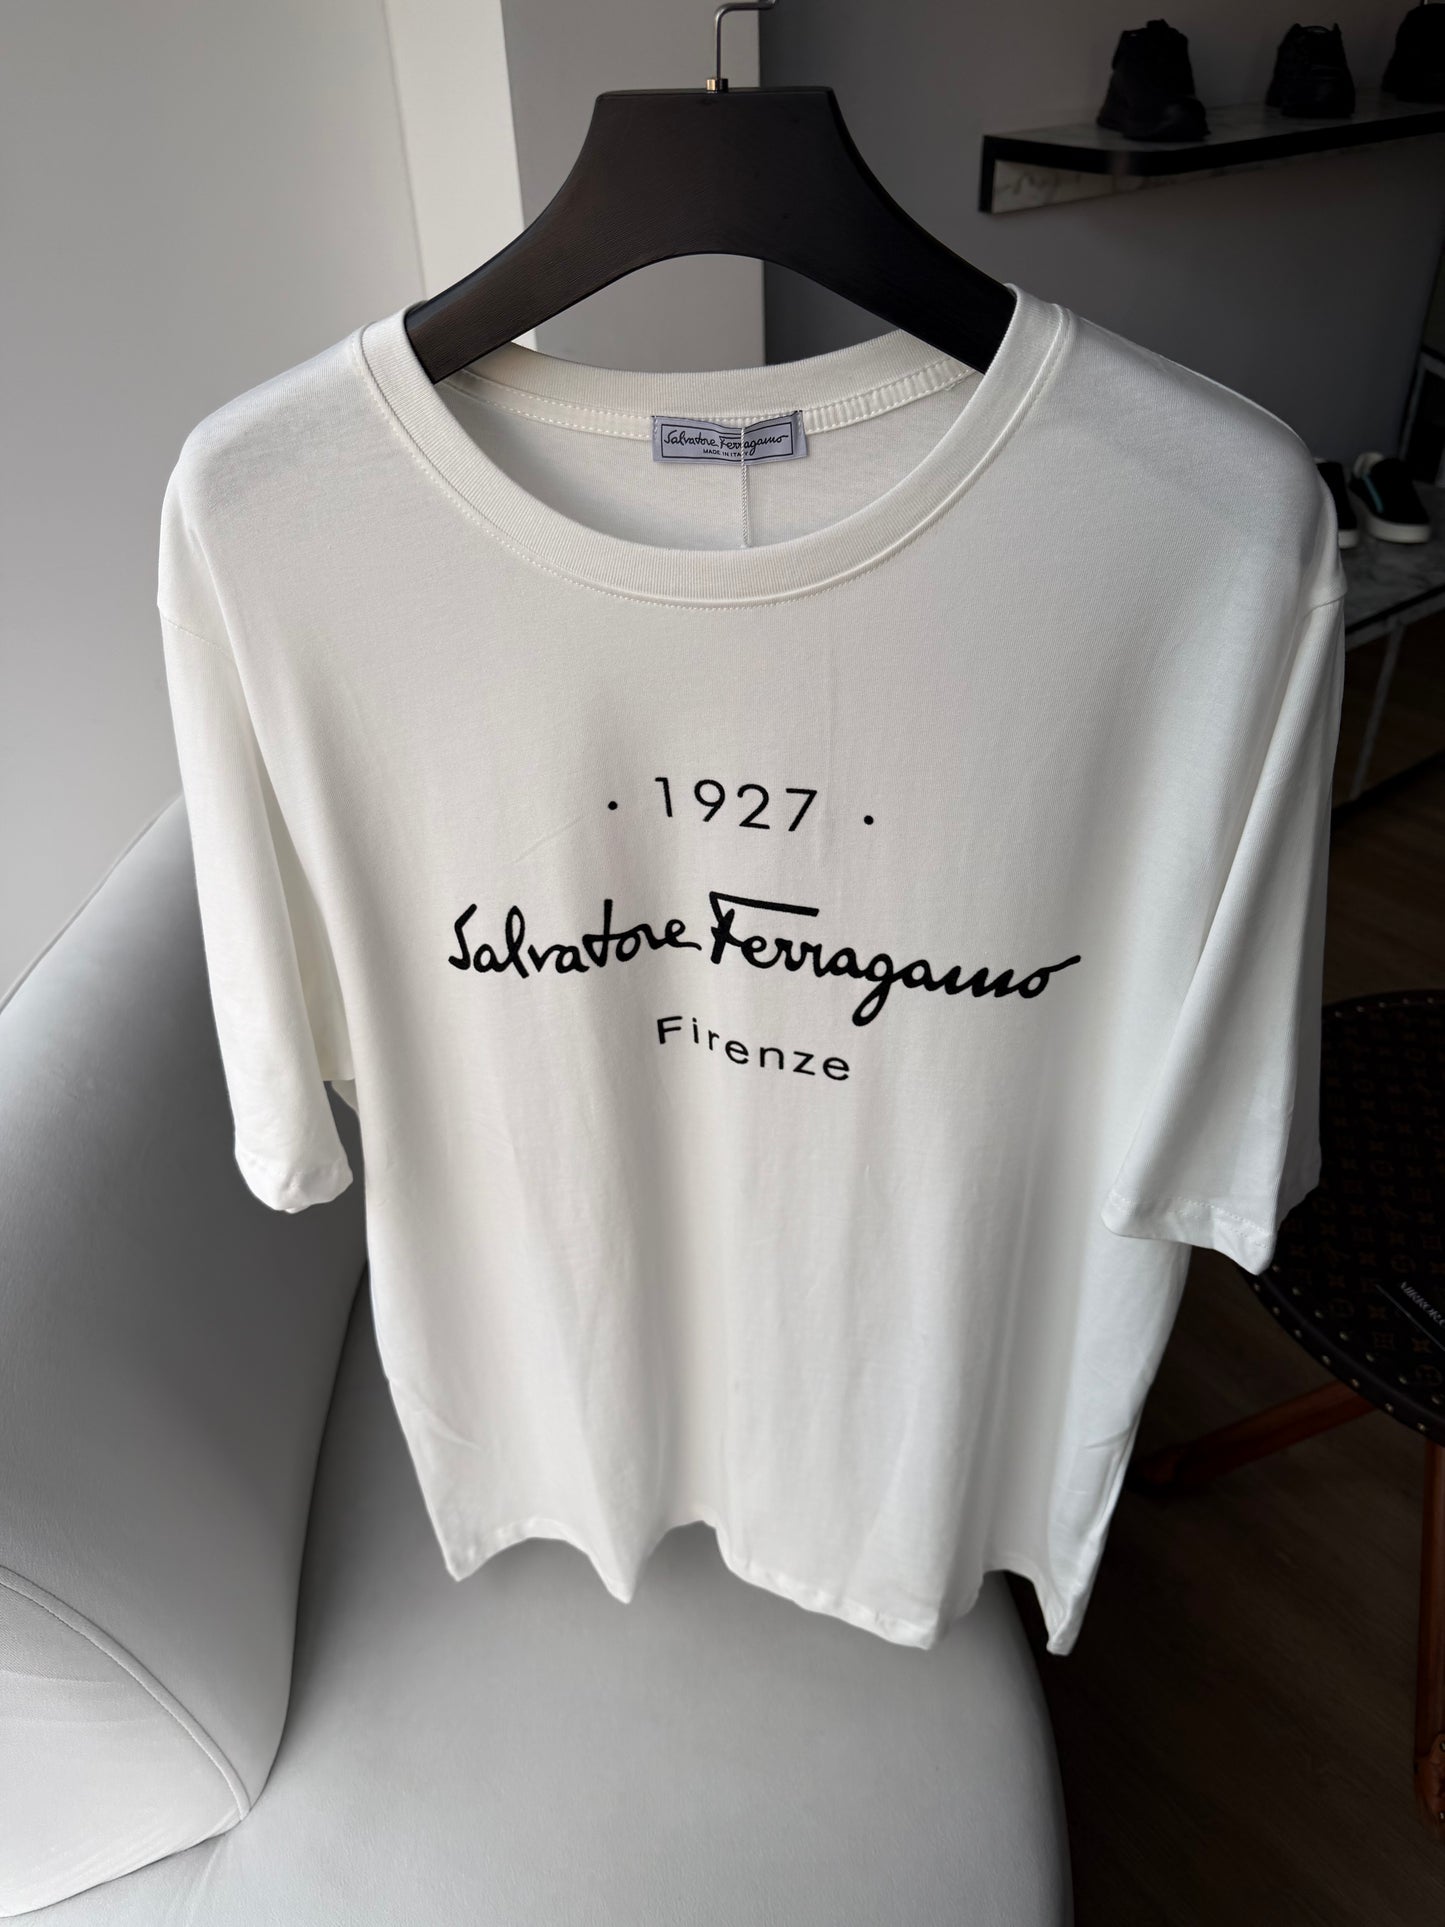 Salvatore Ferragamo
MADE IN ITALY
· 1927 ·
Salvatore Ferragamo
Firenze